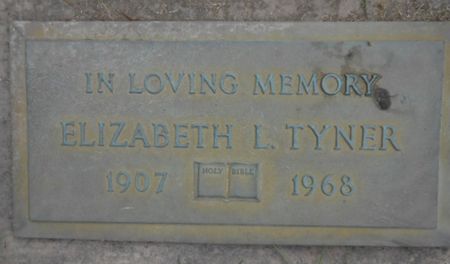 IN LOVING MEMORY
ELIZABETH L. TYNER
1907 HOLY BIBLE 1968